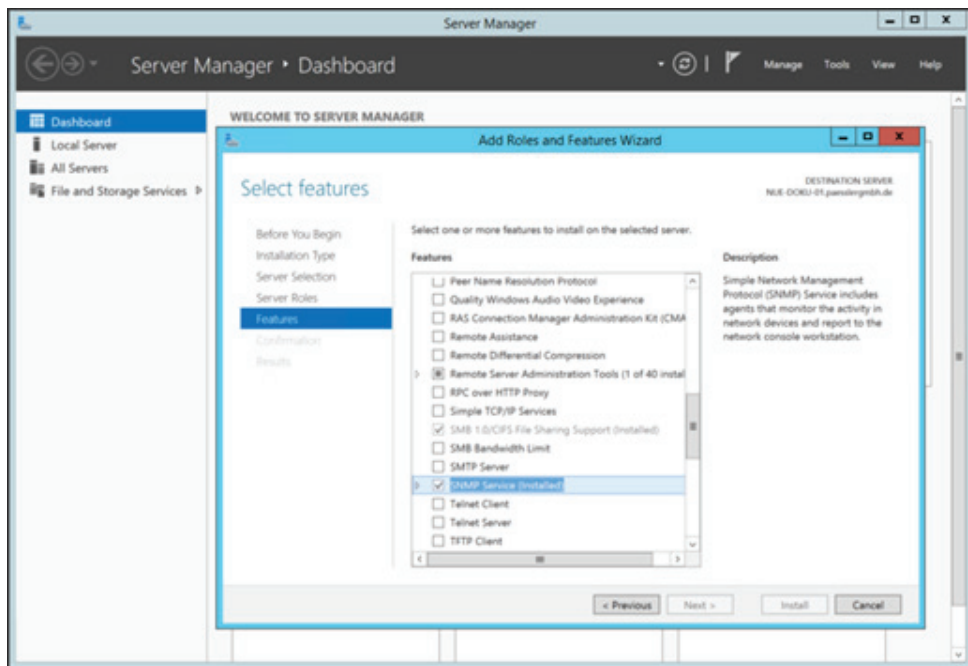 Server Manager
Server Manager • Dashboard
Manage Tools View Help
Dashboard
Local Server
All Servers
File and Storage Services
WELCOME TO SERVER MANAGER
Add Roles and Features Wizard
Select features
DESTINATION SERVER
NUE-DOKU-01.paesslergmbh.de
Before You Begin
Installation Type
Server Selection
Server Roles
Features
Confirmation
Results
Select one or more features to install on the selected server.
Features
Peer Name Resolution Protocol
Quality Windows Audio Video Experience
RAS Connection Manager Administration Kit (CMA
Remote Assistance
Remote Differential Compression
Remote Server Administration Tools (1 of 40 instal
RPC over HTTP Proxy
Simple TCP/IP Services
SMB 1.0/CIFS File Sharing Support (Installed)
SMB Bandwidth Limit
SMTP Server
SNMP Service (Installed)
Telnet Client
Telnet Server
TFTP Client
Description
Simple Network Management
Protocol (SNMP) Service includes
agents that monitor the activity in
network devices and report to the
network console workstation.
< Previous
Next >
Install
Cancel